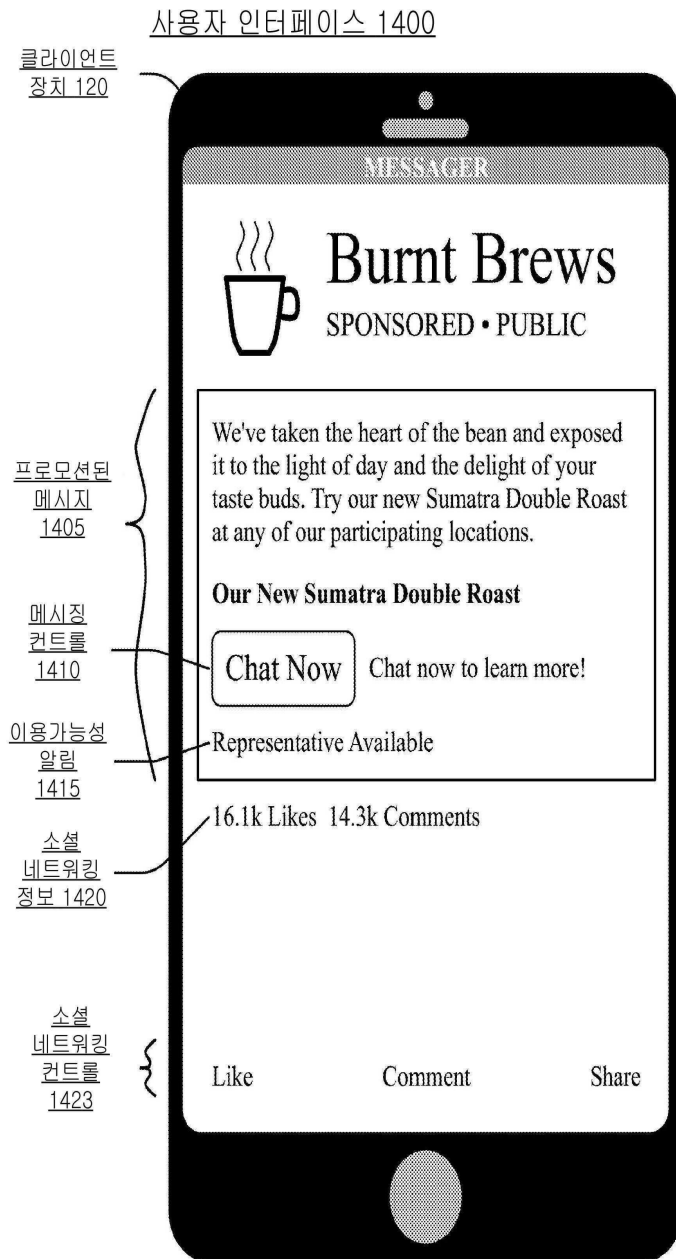 사용자 인터페이스 1400
클라이언트
장치 120
MESSAGER
Burnt Brews
SPONSORED • PUBLIC
프로모션된
메시지
1405
We've taken the heart of the bean and exposed
it to the light of day and the delight of your
taste buds. Try our new Sumatra Double Roast
at any of our participating locations.
Our New Sumatra Double Roast
메시징
컨트롤
1410
Chat Now
Chat now to learn more!
이용가능성
알림
1415
Representative Available
16.1k Likes 14.3k Comments
소셜
네트워킹
정보 1420
소셜
네트워킹
컨트롤
1423
Like Comment Share